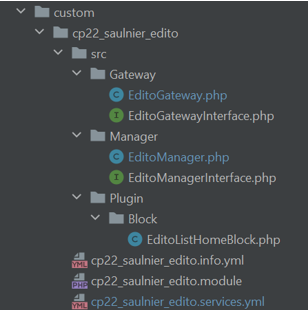 custom
cp22_saulnier_edito
src
Gateway
C EditoGateway.php
I EditoGatewayInterface.php
Manager
C EditoManager.php
I EditoManagerInterface.php
Plugin
Block
C EditoListHomeBlock.php
YML cp22_saulnier_edito.info.yml
PHP cp22_saulnier_edito.module
YML cp22_saulnier_edito.services.yml